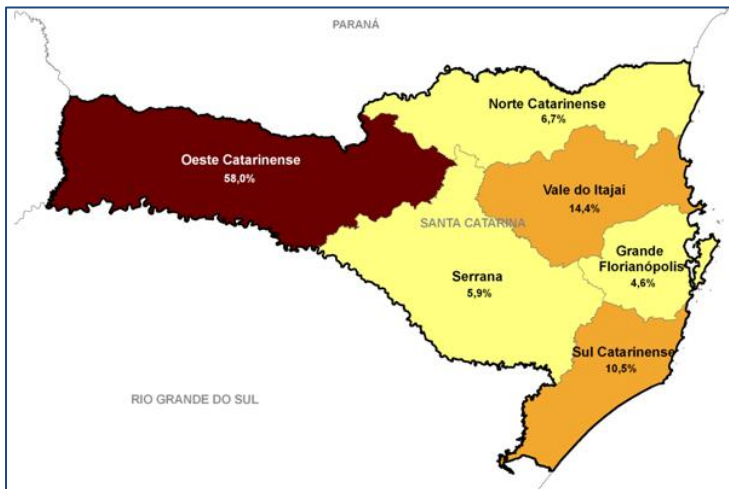 PARANÁ
Norte Catarinense
6,7%
Oeste Catarinense
58,0%
Vale do Itajaí
14,4%
SANTA CATARINA
Grande
Florianópolis
4,6%
Serrana
5,9%
Sul Catarinense
10,5%
RIO GRANDE DO SUL